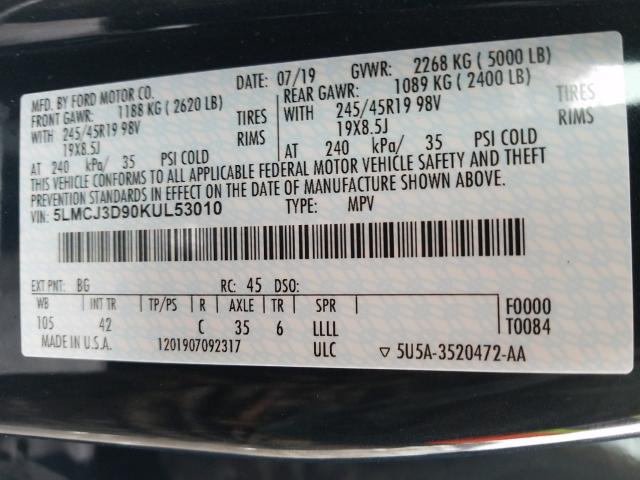 MFD. BY FORD MOTOR CO. DATE: 07/19 GVWR: 2268 KG ( 5000 LB)
FRONT GAWR: 1188 KG ( 2620 LB) REAR GAWR: 1089 KG ( 2400 LB)
WITH 245/45R19 98V TIRES WITH 245/45R19 98V TIRES
19X8.5J RIMS 19X8.5J RIMS
AT 240 kPa/ 35 PSI COLD AT 240 kPa/ 35 PSI COLD
THIS VEHICLE CONFORMS TO ALL APPLICABLE FEDERAL MOTOR VEHICLE SAFETY AND THEFT
PREVENTION STANDARDS IN EFFECT ON THE DATE OF MANUFACTURE SHOWN ABOVE.
VIN: 5LMCJ3D90KUL53010 TYPE: MPV
EXT PNT: BG RC: 45 DSO:
WB INT TR TP/PS R AXLE TR SPR F0000
105 42 C 35 6 LLLL T0084
MADE IN U.S.A. 1201907092317 ULC ▽ 5U5A-3520472-AA